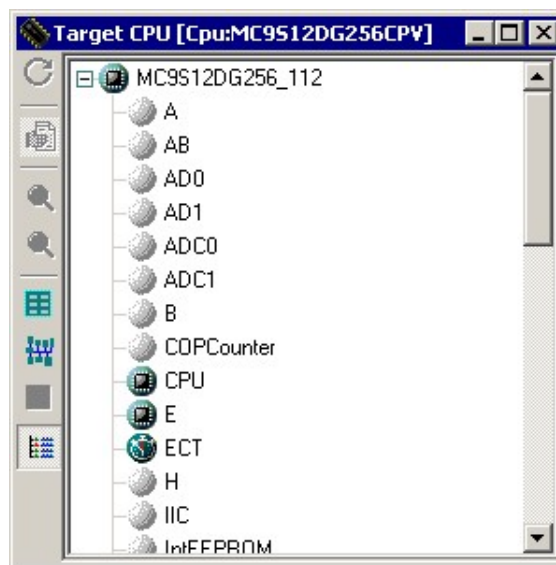 Target CPU [Cpu:MC9S12DG256CPV]
MC9S12DG256_112
A
AB
AD0
AD1
ADC0
ADC1
B
COPCounter
CPU
E
ECT
H
IIC
IntEEPROM